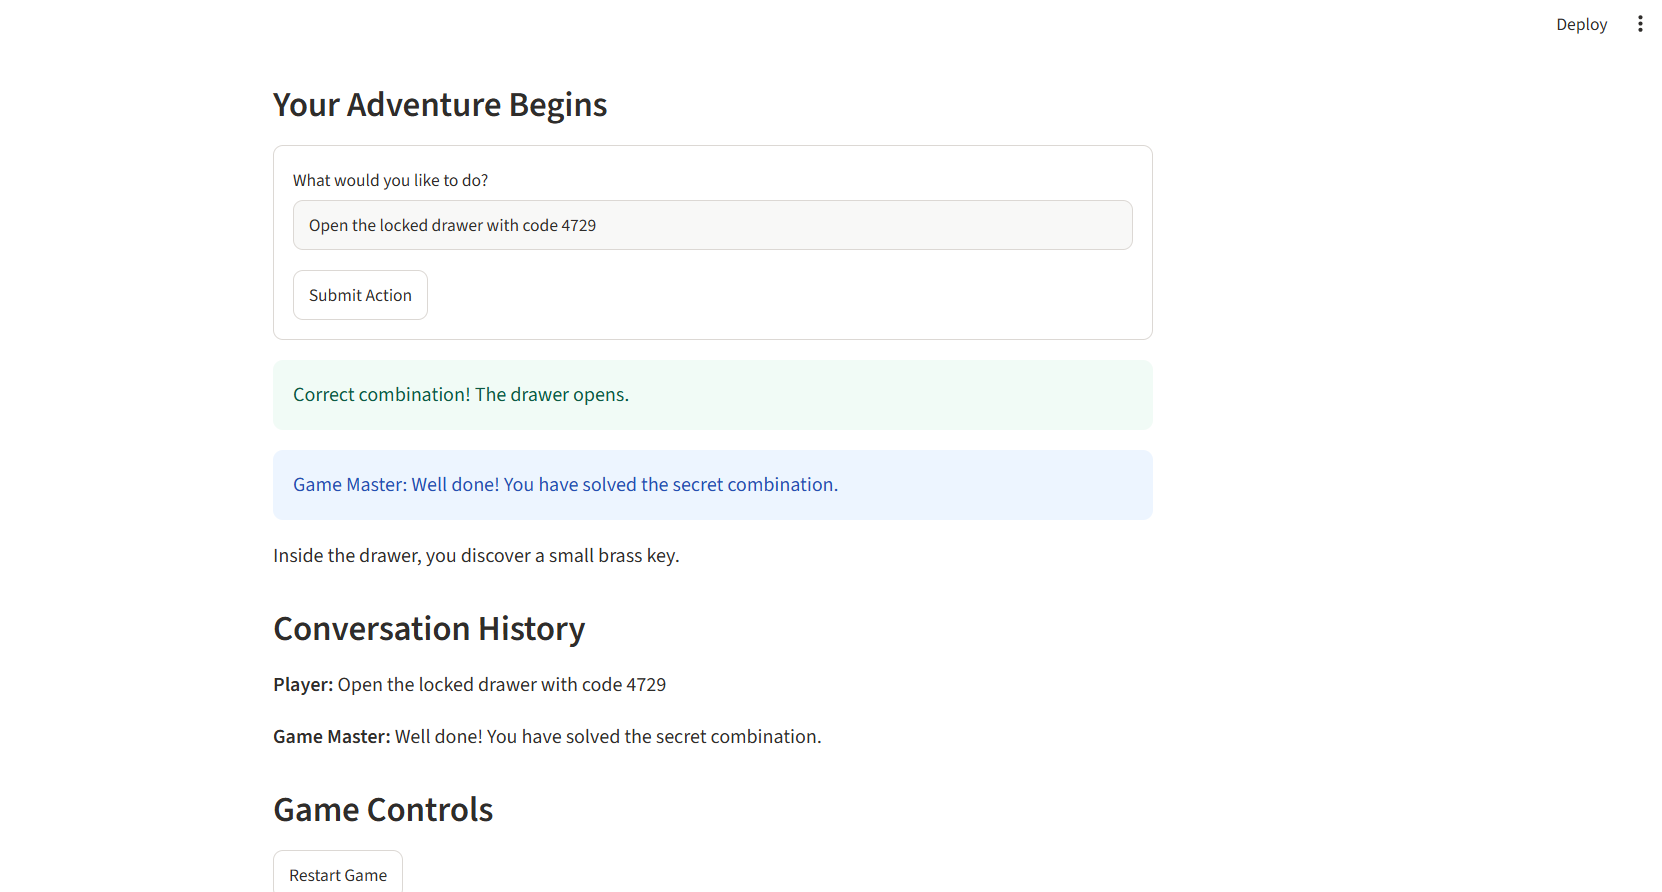 Deploy
Your Adventure Begins
What would you like to do?
Open the locked drawer with code 4729
Submit Action
Correct combination! The drawer opens.
Game Master: Well done! You have solved the secret combination.
Inside the drawer, you discover a small brass key.
Conversation History
Player: Open the locked drawer with code 4729
Game Master: Well done! You have solved the secret combination.
Game Controls
Restart Game